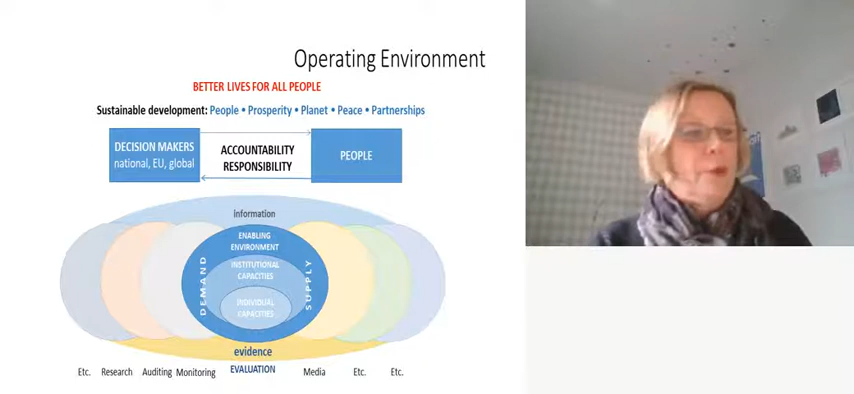 Operating Environment
BETTER LIVES FOR ALL PEOPLE
Sustainable development: People • Prosperity • Planet • Peace • Partnerships
DECISION MAKERS
national, EU, global
ACCOUNTABILITY
RESPONSIBILITY
PEOPLE
information
ENABLING
ENVIRONMENT
INSTITUTIONAL
CAPACITIES
DEMAND
SUPPLY
INDIVIDUAL
CAPACITIES
evidence
Etc. Research Auditing Monitoring EVALUATION Media Etc. Etc.